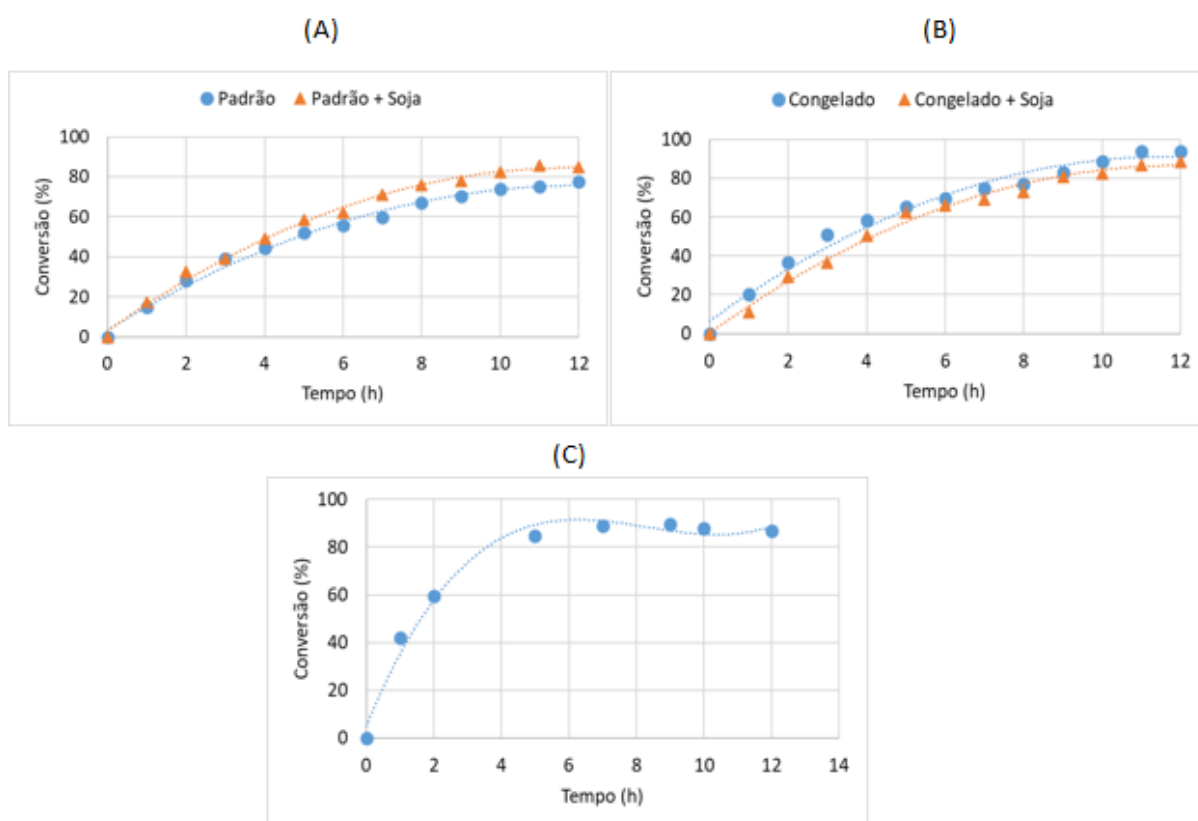 (A)
Padrão Padrão + Soja
Conversão (%)
100
80
60
40
20
0
0 2 4 6 8 10 12
Tempo (h)
(B)
Congelado Congelado + Soja
Conversão (%)
100
80
60
40
20
0
0 2 4 6 8 10 12
Tempo (h)
(C)
Conversão (%)
100
80
60
40
20
0
0 2 4 6 8 10 12 14
Tempo (h)